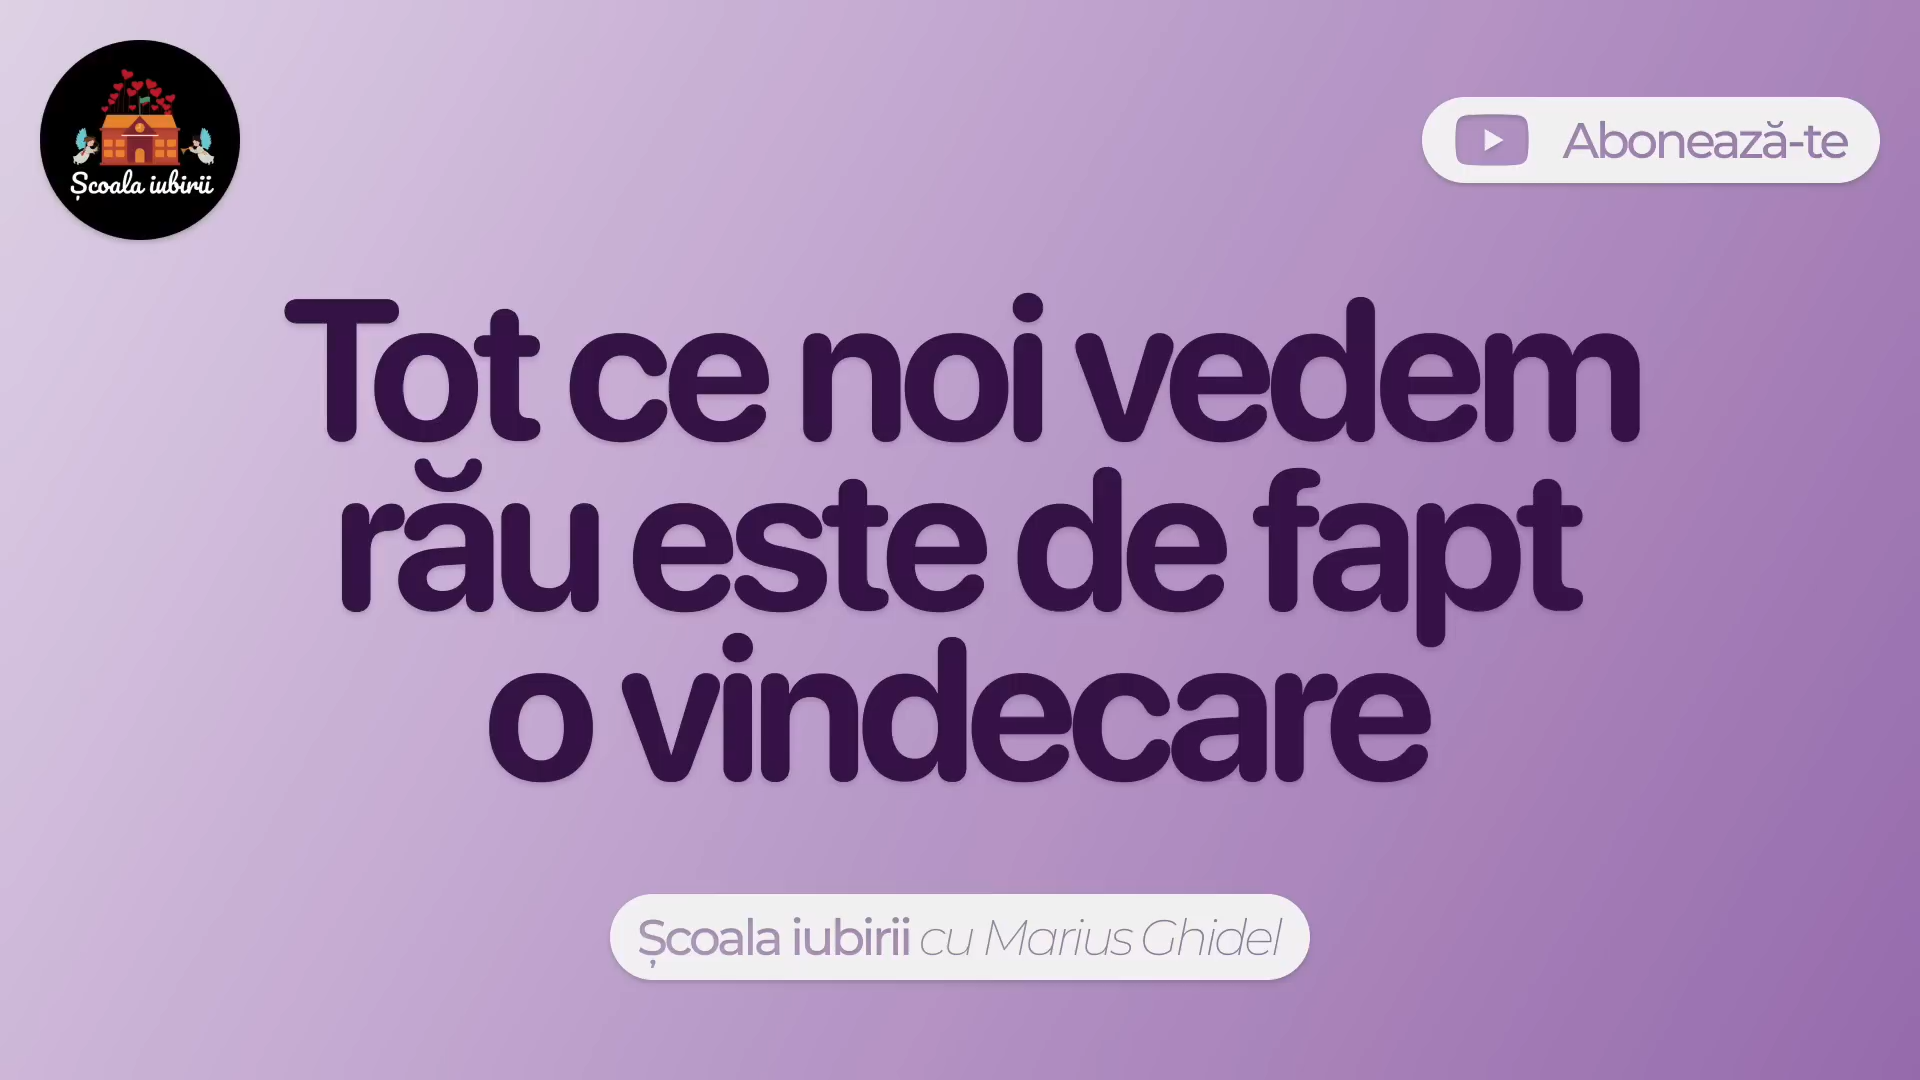 Școala iubirii
Abonează-te
Tot ce noi vedem
rău este de fapt
o vindecare
Școala iubirii cu Marius Ghidel